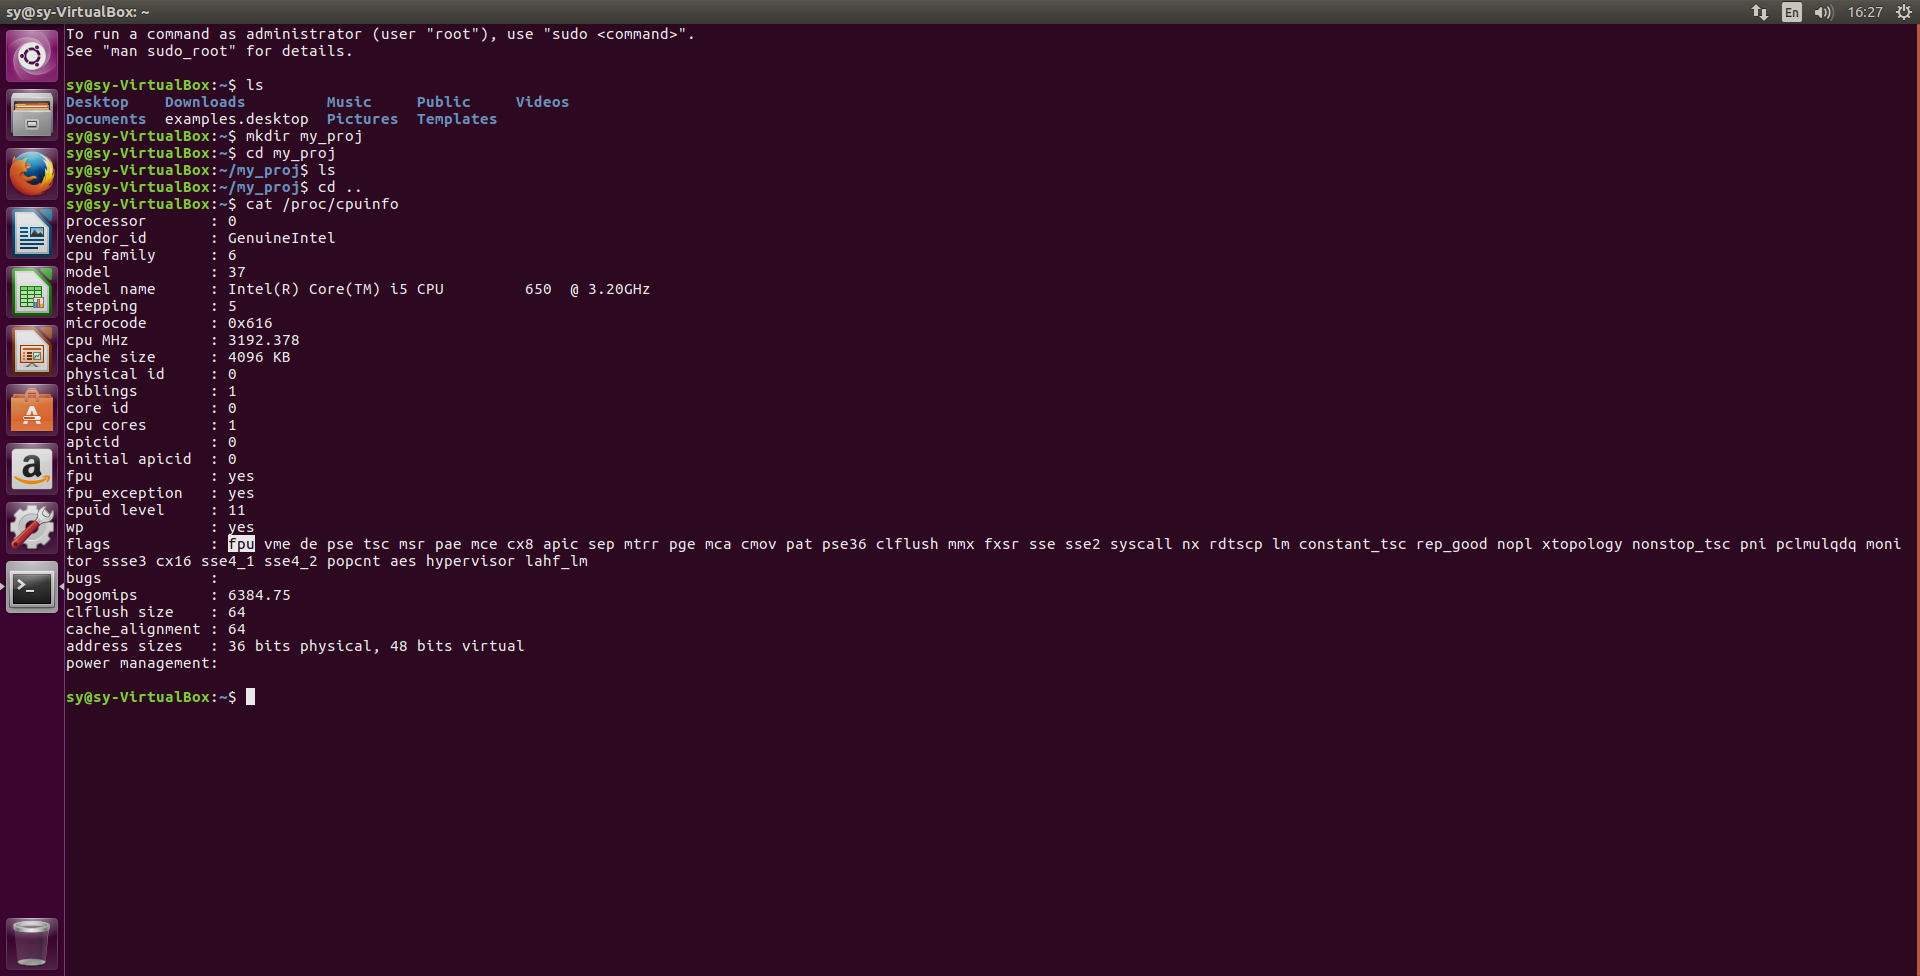 sy@sy-VirtualBox: ~
En
16:27
To run a command as administrator (user "root"), use "sudo <command>".
See "man sudo_root" for details.
sy@sy-VirtualBox:~$ ls
Desktop    Downloads         Music     Public     Videos
Documents  examples.desktop  Pictures  Templates
sy@sy-VirtualBox:~$ mkdir my_proj
sy@sy-VirtualBox:~$ cd my_proj
sy@sy-VirtualBox:~/my_proj$ ls
sy@sy-VirtualBox:~/my_proj$ cd ..
sy@sy-VirtualBox:~$ cat /proc/cpuinfo
processor       : 0
vendor_id       : GenuineIntel
cpu family      : 6
model           : 37
model name      : Intel(R) Core(TM) i5 CPU         650  @ 3.20GHz
stepping        : 5
microcode       : 0x616
cpu MHz         : 3192.378
cache size      : 4096 KB
physical id     : 0
siblings        : 1
core id         : 0
cpu cores       : 1
apicid          : 0
initial apicid  : 0
fpu             : yes
fpu_exception   : yes
cpuid level     : 11
wp              : yes
flags           : fpu vme de pse tsc msr pae mce cx8 apic sep mtrr pge mca cmov pat pse36 clflush mmx fxsr sse sse2 syscall nx rdtscp lm constant_tsc rep_good nopl xtopology nonstop_tsc pni pclmulqdq moni
tor ssse3 cx16 sse4_1 sse4_2 popcnt aes hypervisor lahf_lm
bugs            :
bogomips        : 6384.75
clflush size    : 64
cache_alignment : 64
address sizes   : 36 bits physical, 48 bits virtual
power management:
sy@sy-VirtualBox:~$